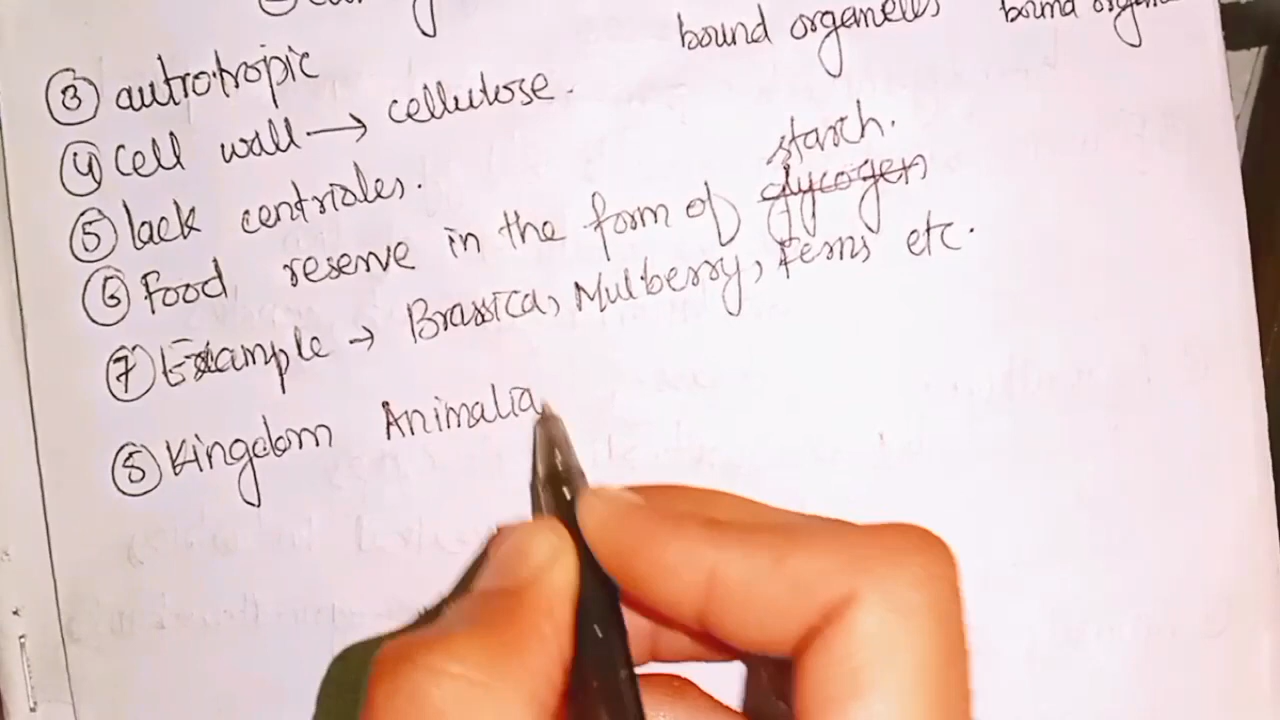 bound organelles bound
③ autrotropic
④ Cell wall → cellulose.
⑤ lack centrioles.
starch.
⑥ Food reserve in the form of glycogen
⑦ Example → Brassica, Mulberry, Ferns etc.
⑧ Kingdom Animalia